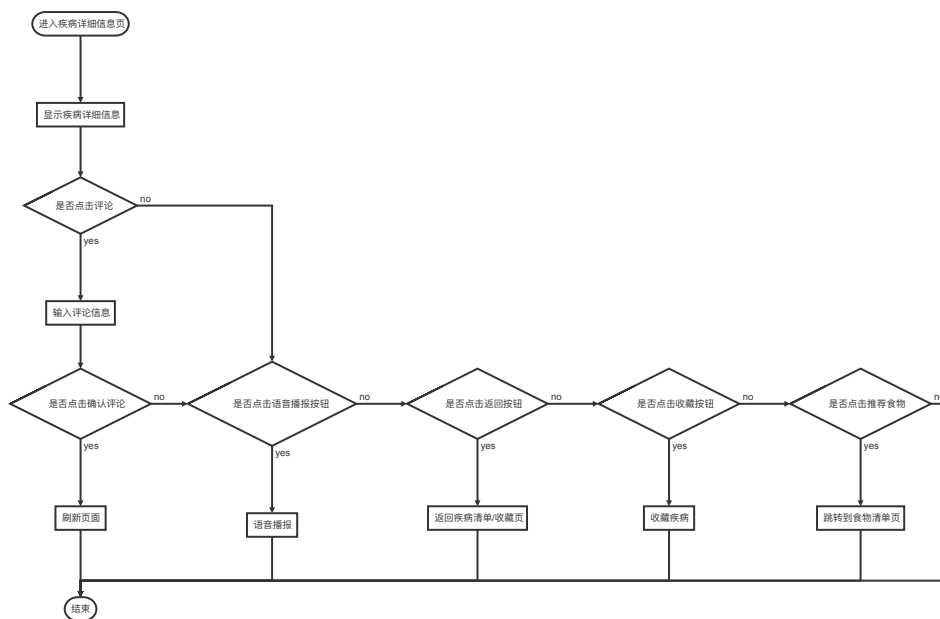 进入疾病详细信息页
显示疾病详细信息
是否点击评论
no
yes
输入评论信息
是否点击确认评论
no
是否点击语音播报按钮
no
是否点击返回按钮
no
是否点击收藏按钮
no
是否点击推荐食物
yes
yes
yes
yes
yes
刷新页面
语音播报
返回疾病清单/收藏页
收藏疾病
跳转到食物清单页
结束